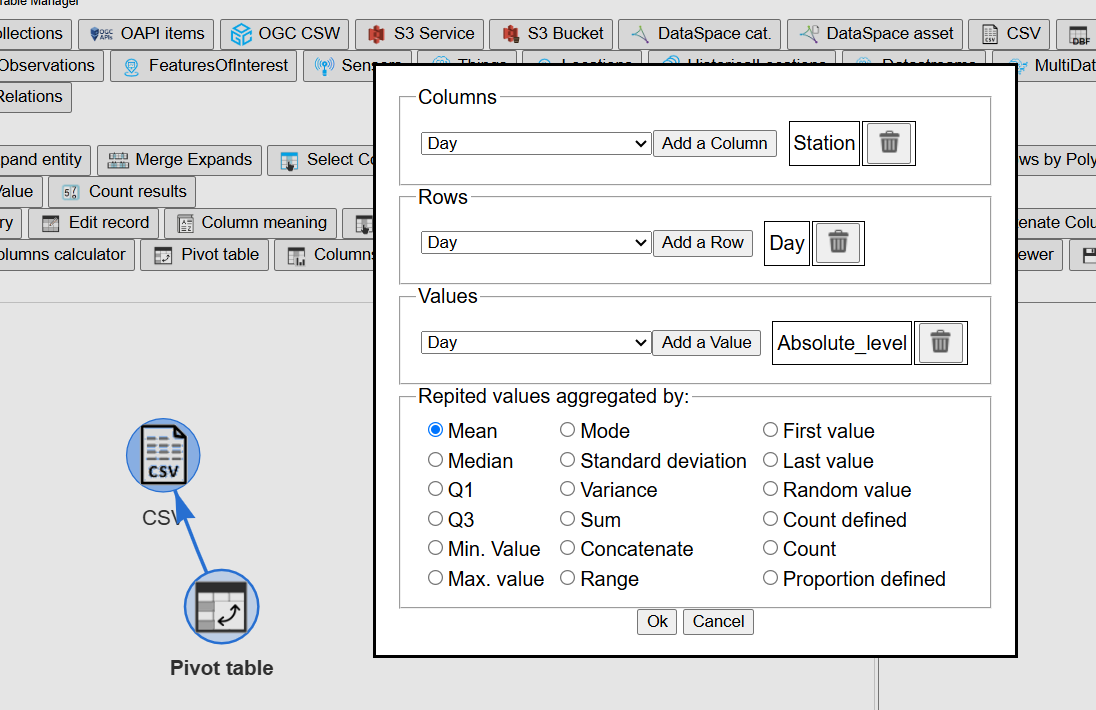 Table Manager
ollections OAPI items OGC CSW S3 Service S3 Bucket DataSpace cat. DataSpace asset CSV DBF
Observations FeaturesOfInterest Sensors Things Locations HistoricalLocations Datastreams MultiDat
Relations
pand entity Merge Expands Select Co ws by Poly
Value Count results
ry Edit record Column meaning enate Colu
olumns calculator Pivot table Columns ewer
Columns
Day Add a Column Station
Rows
Day Add a Row Day
Values
Day Add a Value Absolute_level
Repited values aggregated by:
Mean Mode First value
Median Standard deviation Last value
Q1 Variance Random value
Q3 Sum Count defined
Min. Value Concatenate Count
Max. value Range Proportion defined
Ok Cancel
CSV
CSV
Pivot table